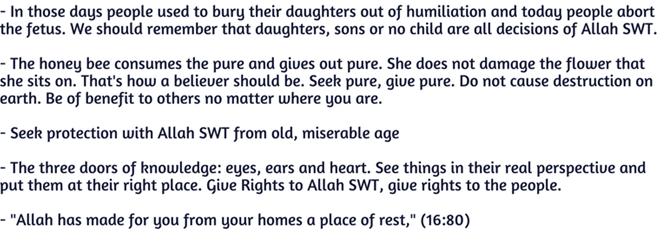 - In those days people used to bury their daughters out of humiliation and today people abort
the fetus. We should remember that daughters, sons or no child are all decisions of Allah SWT.
- The honey bee consumes the pure and gives out pure. She does not damage the flower that
she sits on. That's how a believer should be. Seek pure, give pure. Do not cause destruction on
earth. Be of benefit to others no matter where you are.
- Seek protection with Allah SWT from old, miserable age
- The three doors of knowledge: eyes, ears and heart. See things in their real perspective and
put them at their right place. Give Rights to Allah SWT, give rights to the people.
- "Allah has made for you from your homes a place of rest," (16:80)